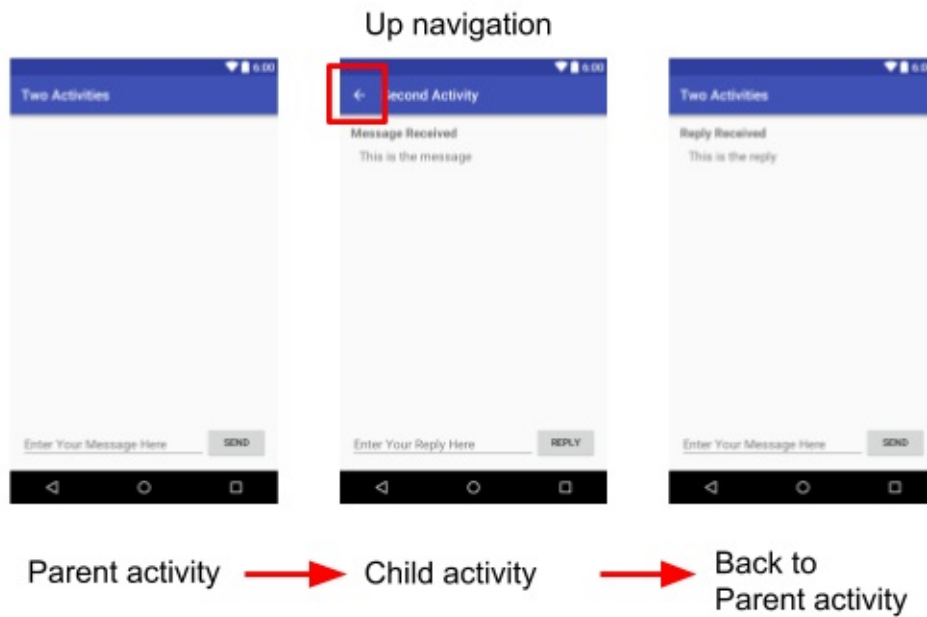 Up navigation
6:00
Two Activities
Enter Your Message Here
SEND
6:00
Second Activity
Message Received
This is the message
Enter Your Reply Here
REPLY
6:0
Two Activities
Reply Received
This is the reply
Enter Your Message Here
SEND
Parent activity
Child activity
Back to
Parent activity